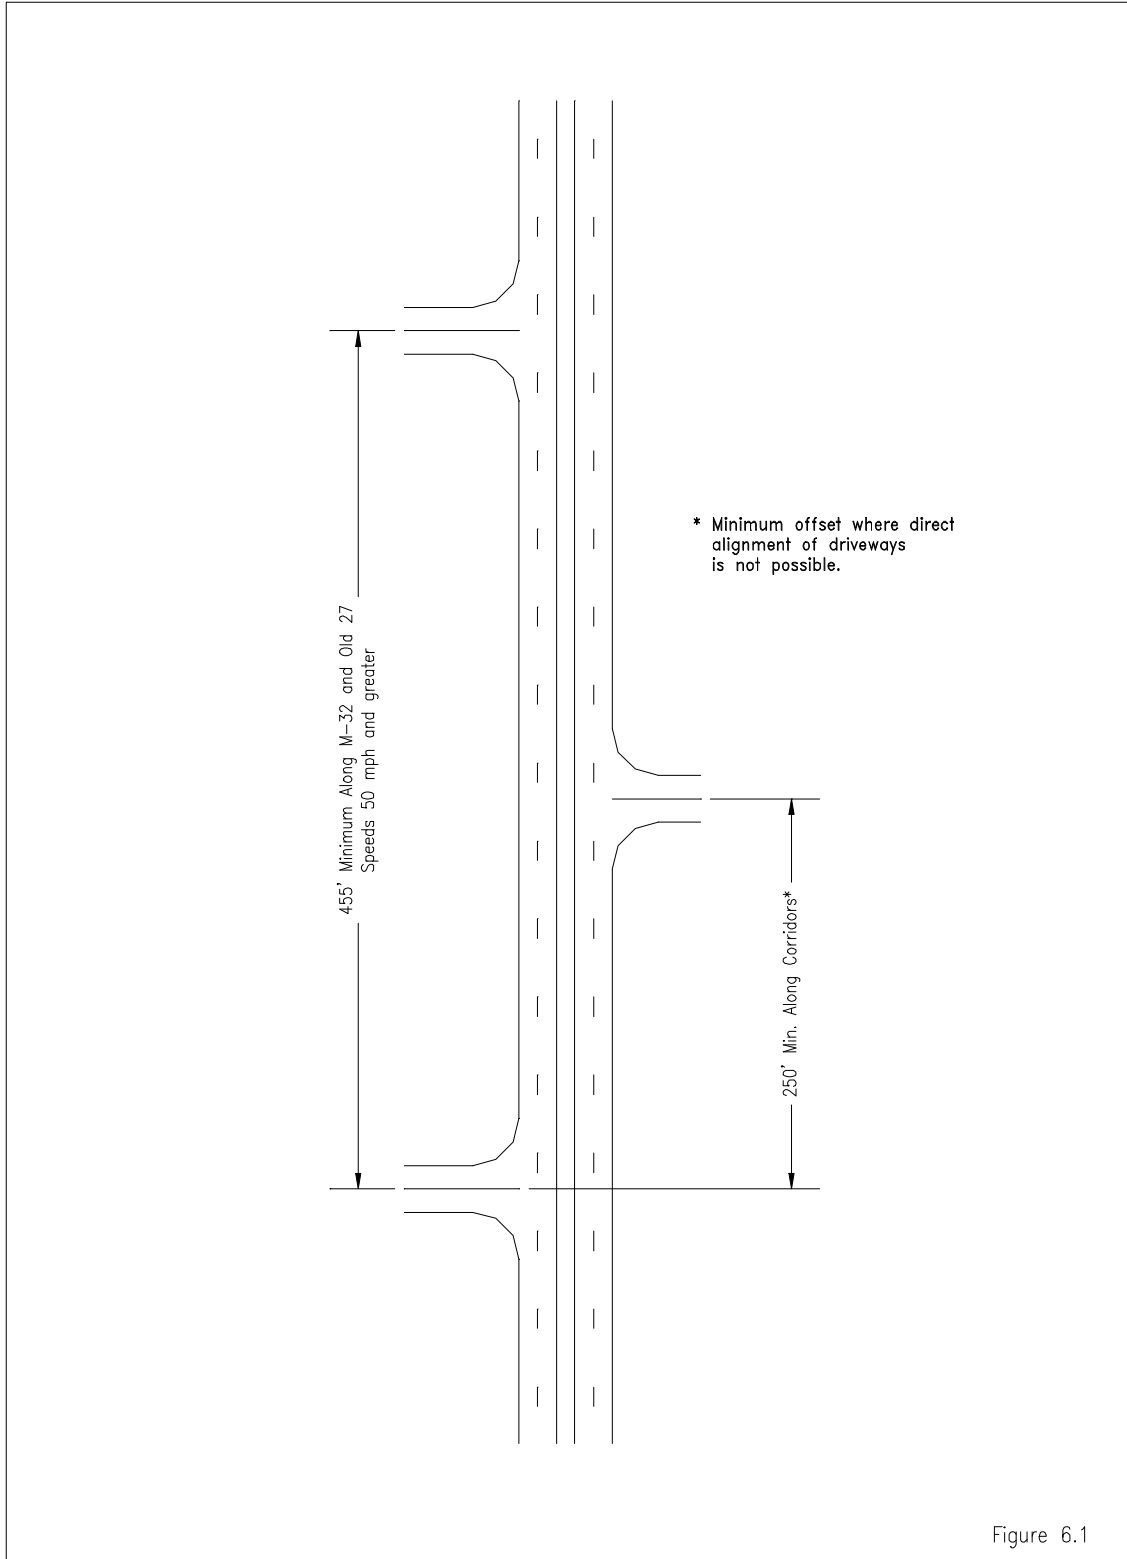 * Minimum offset where direct
alignment of driveways
is not possible.
455' Minimum Along M-32 and Old 27
Speeds 50 mph and greater
250' Min. Along Corridors*
Figure 6.1